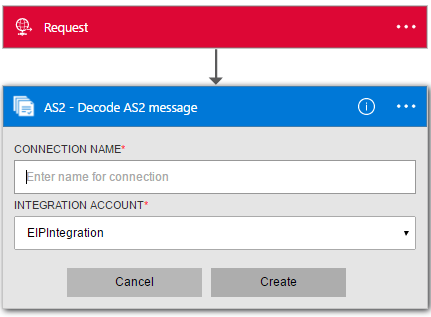 Request
AS2 - Decode AS2 message
CONNECTION NAME*
Enter name for connection
INTEGRATION ACCOUNT*
EIPIntegration
Cancel Create